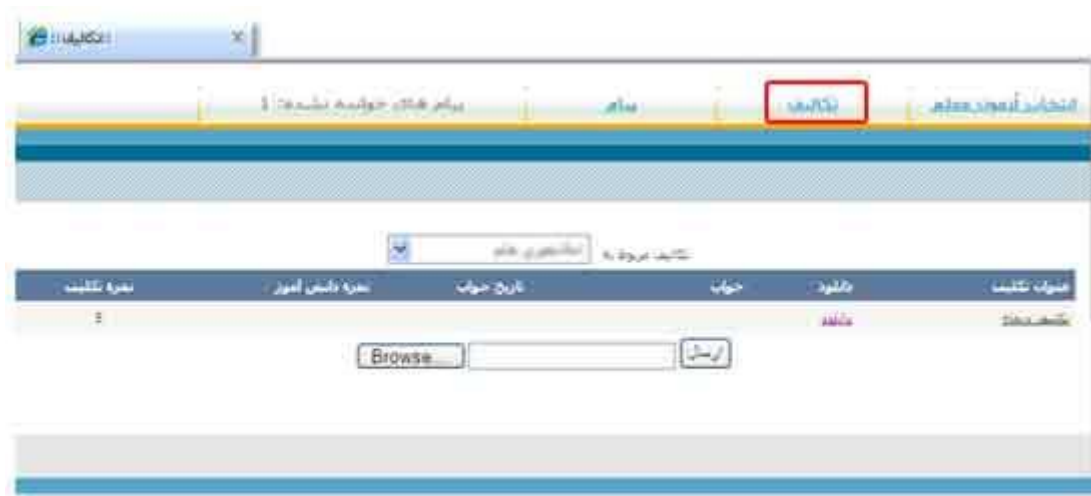 :::تکالیف:::
انتخاب آزمون معلم تکالیف پیام پیام های خوانده نشده: 1
تکالیف مربوط به
عنوان تکلیف دانلود جواب تاریخ جواب نمره دانش آموز نمره تکلیف
دانلود
ارسال Browse...